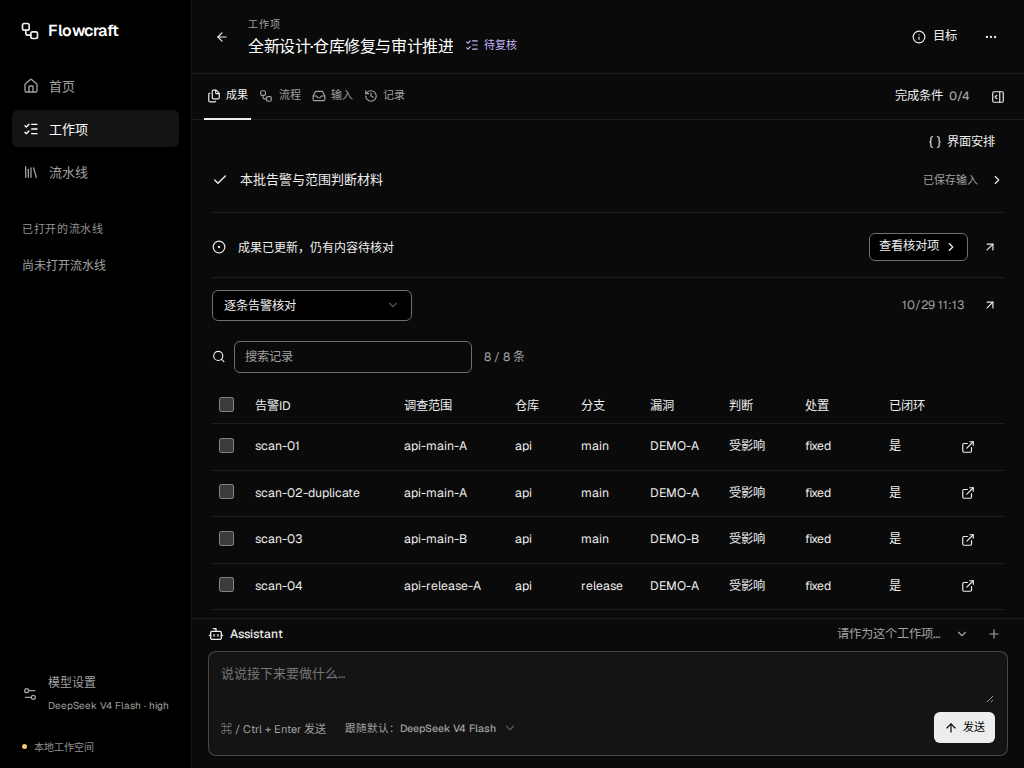 Flowcraft
首页
工作项
流水线
已打开的流水线
尚未打开流水线
模型设置
DeepSeek V4 Flash · high
本地工作空间
工作项
全新设计·仓库修复与审计推进
待复核
目标
成果
流程
输入
记录
完成条件 0/4
界面安排
本批告警与范围判断材料
已保存输入
成果已更新，仍有内容待核对
查看核对项
逐条告警核对
10/29 11:13
搜索记录
8 / 8 条
告警ID 调查范围 仓库 分支 漏洞 判断 处置 已闭环
scan-01 api-main-A api main DEMO-A 受影响 fixed 是
scan-02-duplicate api-main-A api main DEMO-A 受影响 fixed 是
scan-03 api-main-B api main DEMO-B 受影响 fixed 是
scan-04 api-release-A api release DEMO-A 受影响 fixed 是
Assistant
请作为这个工作项...
说说接下来要做什么...
⌘ / Ctrl + Enter 发送
跟随默认：DeepSeek V4 Flash
发送